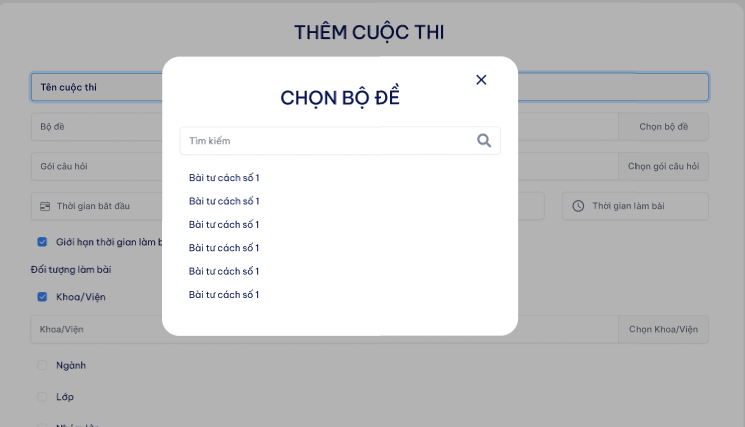 THÊM CUỘC THI
Tên cuộc thi
CHỌN BỘ ĐỀ
Bộ đề
Chọn bộ đề
Tìm kiếm
Gói câu hỏi
Chọn gói câu hỏi
Bài tư cách số 1
Bài tư cách số 1
Thời gian bắt đầu
Thời gian làm bài
Bài tư cách số 1
Giới hạn thời gian làm
Bài tư cách số 1
Đối tượng làm bài
Bài tư cách số 1
Khoa/Viện
Bài tư cách số 1
Khoa/Viện
Chọn Khoa/Viện
Ngành
Lớp